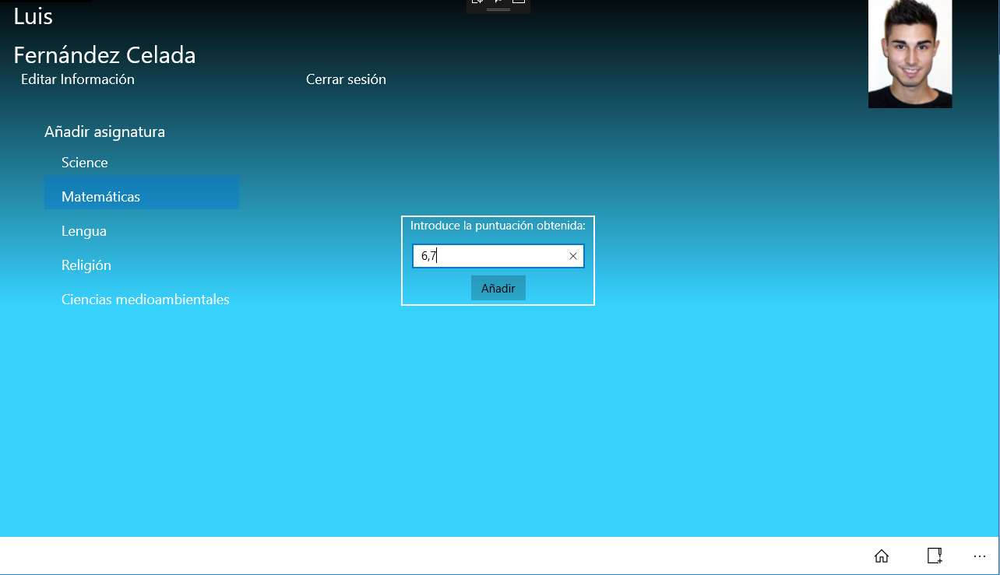 Luis
Fernández Celada
Editar Información
Cerrar sesión
Añadir asignatura
Science
Matemáticas
Lengua
Religión
Ciencias medioambientales
Introduce la puntuación obtenida:
6,7
Añadir